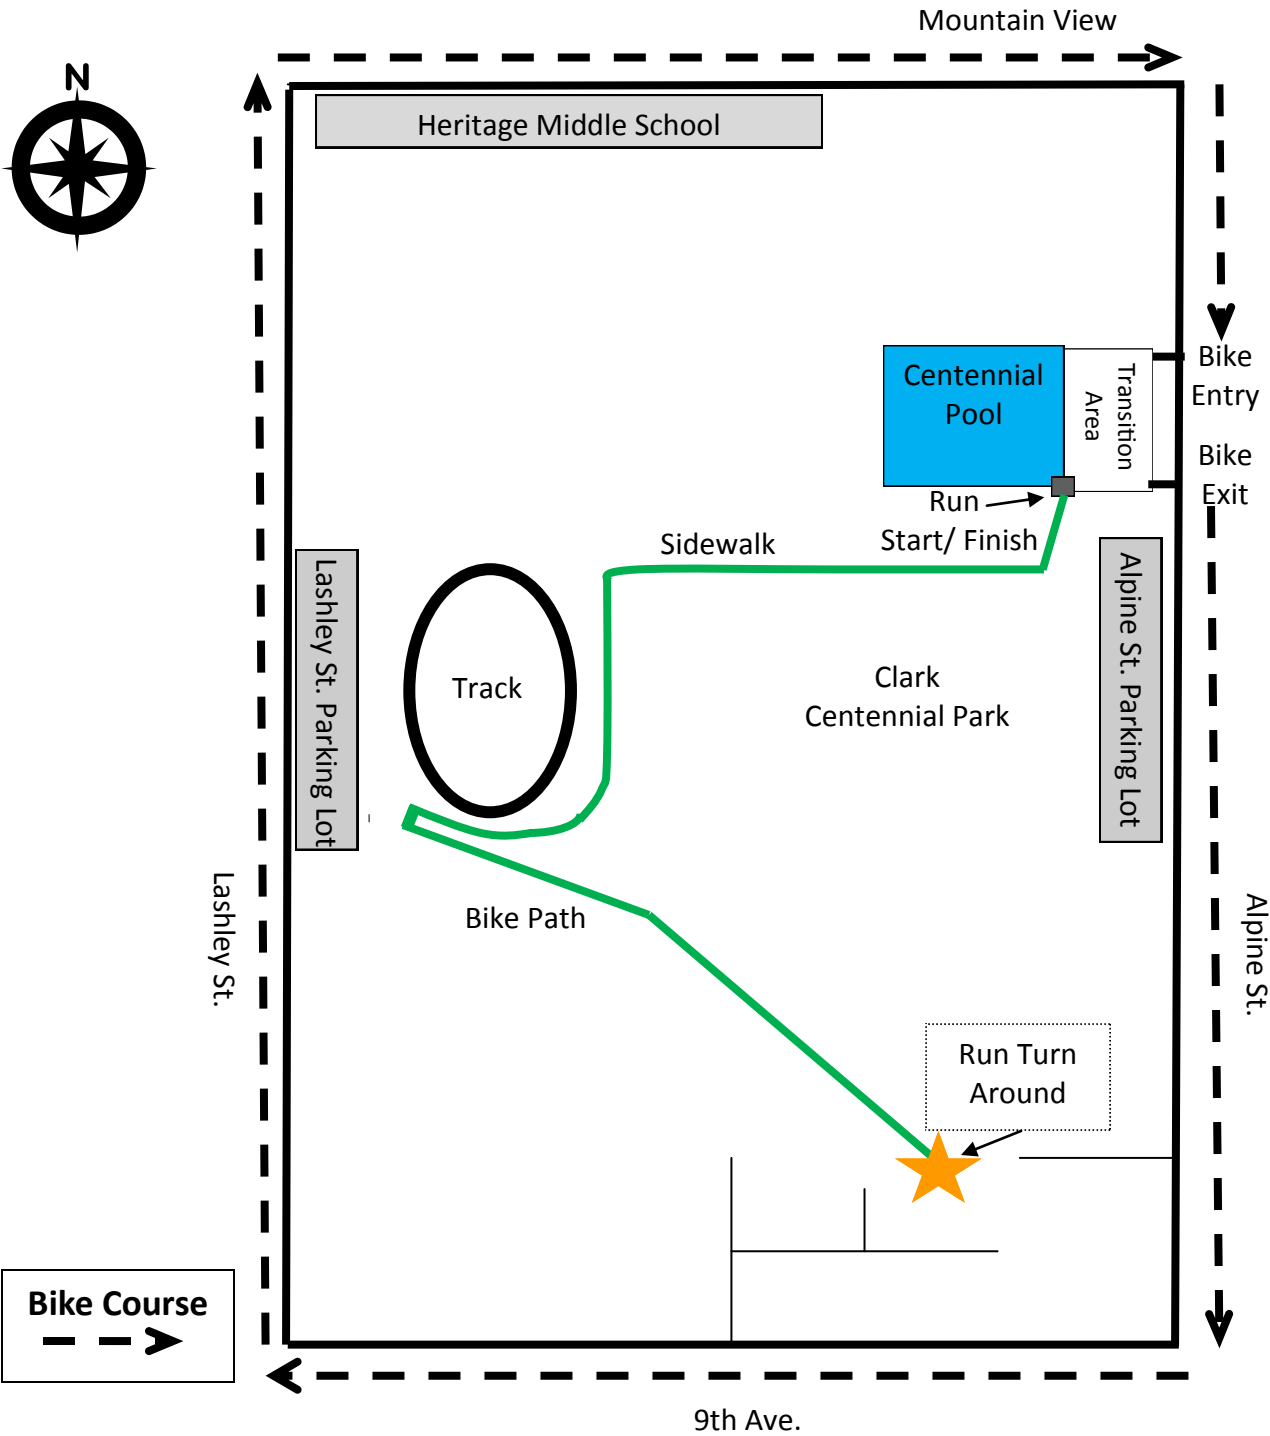 Mountain View
N
Heritage Middle School
Centennial
Pool
Transition
Area
Bike
Entry
Bike
Exit
Run
Start/ Finish
Sidewalk
Lashley St. Parking Lot
Track
Clark
Centennial Park
Alpine St. Parking Lot
Bike Path
Lashley St.
Alpine St.
Run Turn
Around
Bike Course
9th Ave.